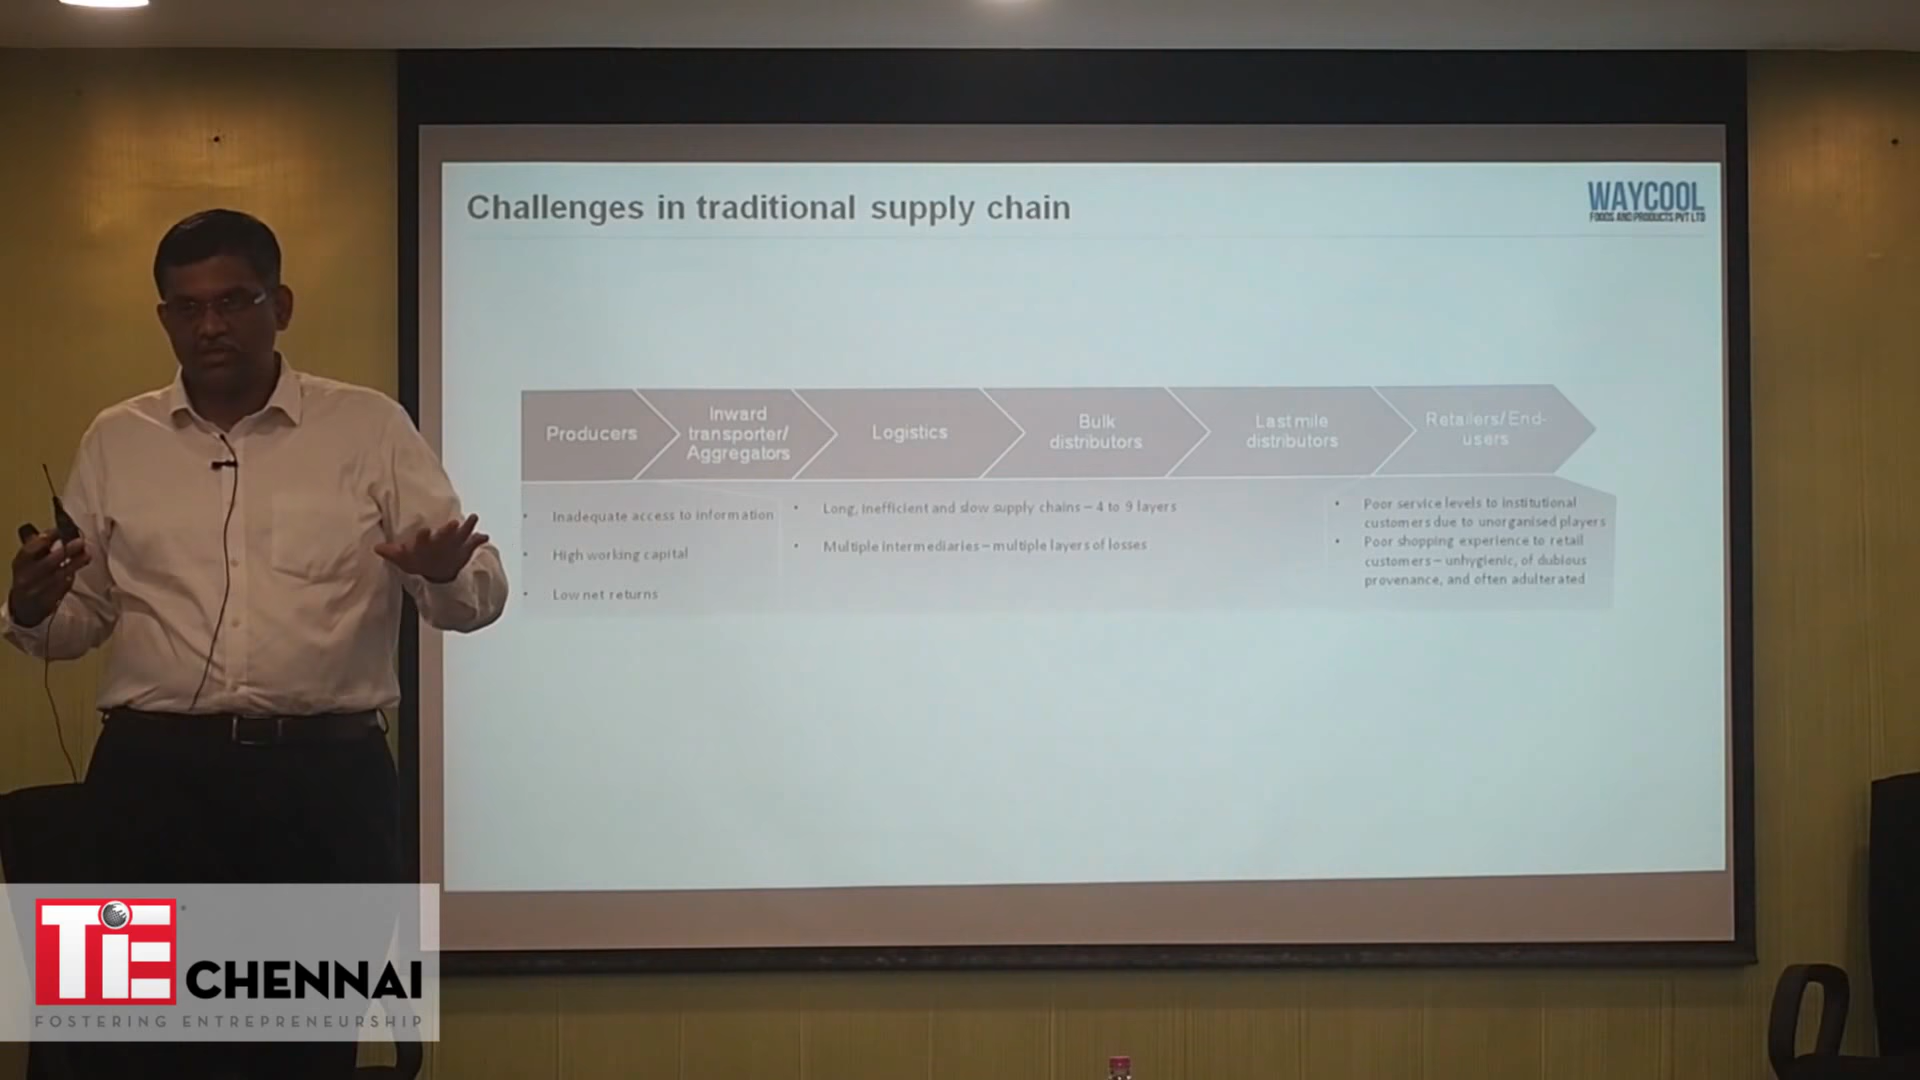 Challenges in traditional supply chain
WAYCOOL
FOODS AND PRODUCTS PVT LTD
Producers
Inward
transporter/
Aggregators
Logistics
Bulk
distributors
Last mile
distributors
Retailers/End-
users
• Inadequate access to information
• High working capital
• Low net returns
• Long, inefficient and slow supply chains – 4 to 9 layers
• Multiple intermediaries – multiple layers of losses
• Poor service levels to institutional
customers due to unorganised players
• Poor shopping experience to retail
customers – unhygienic, of dubious
provenance, and often adulterated
TiE CHENNAI
FOSTERING ENTREPRENEURSHIP